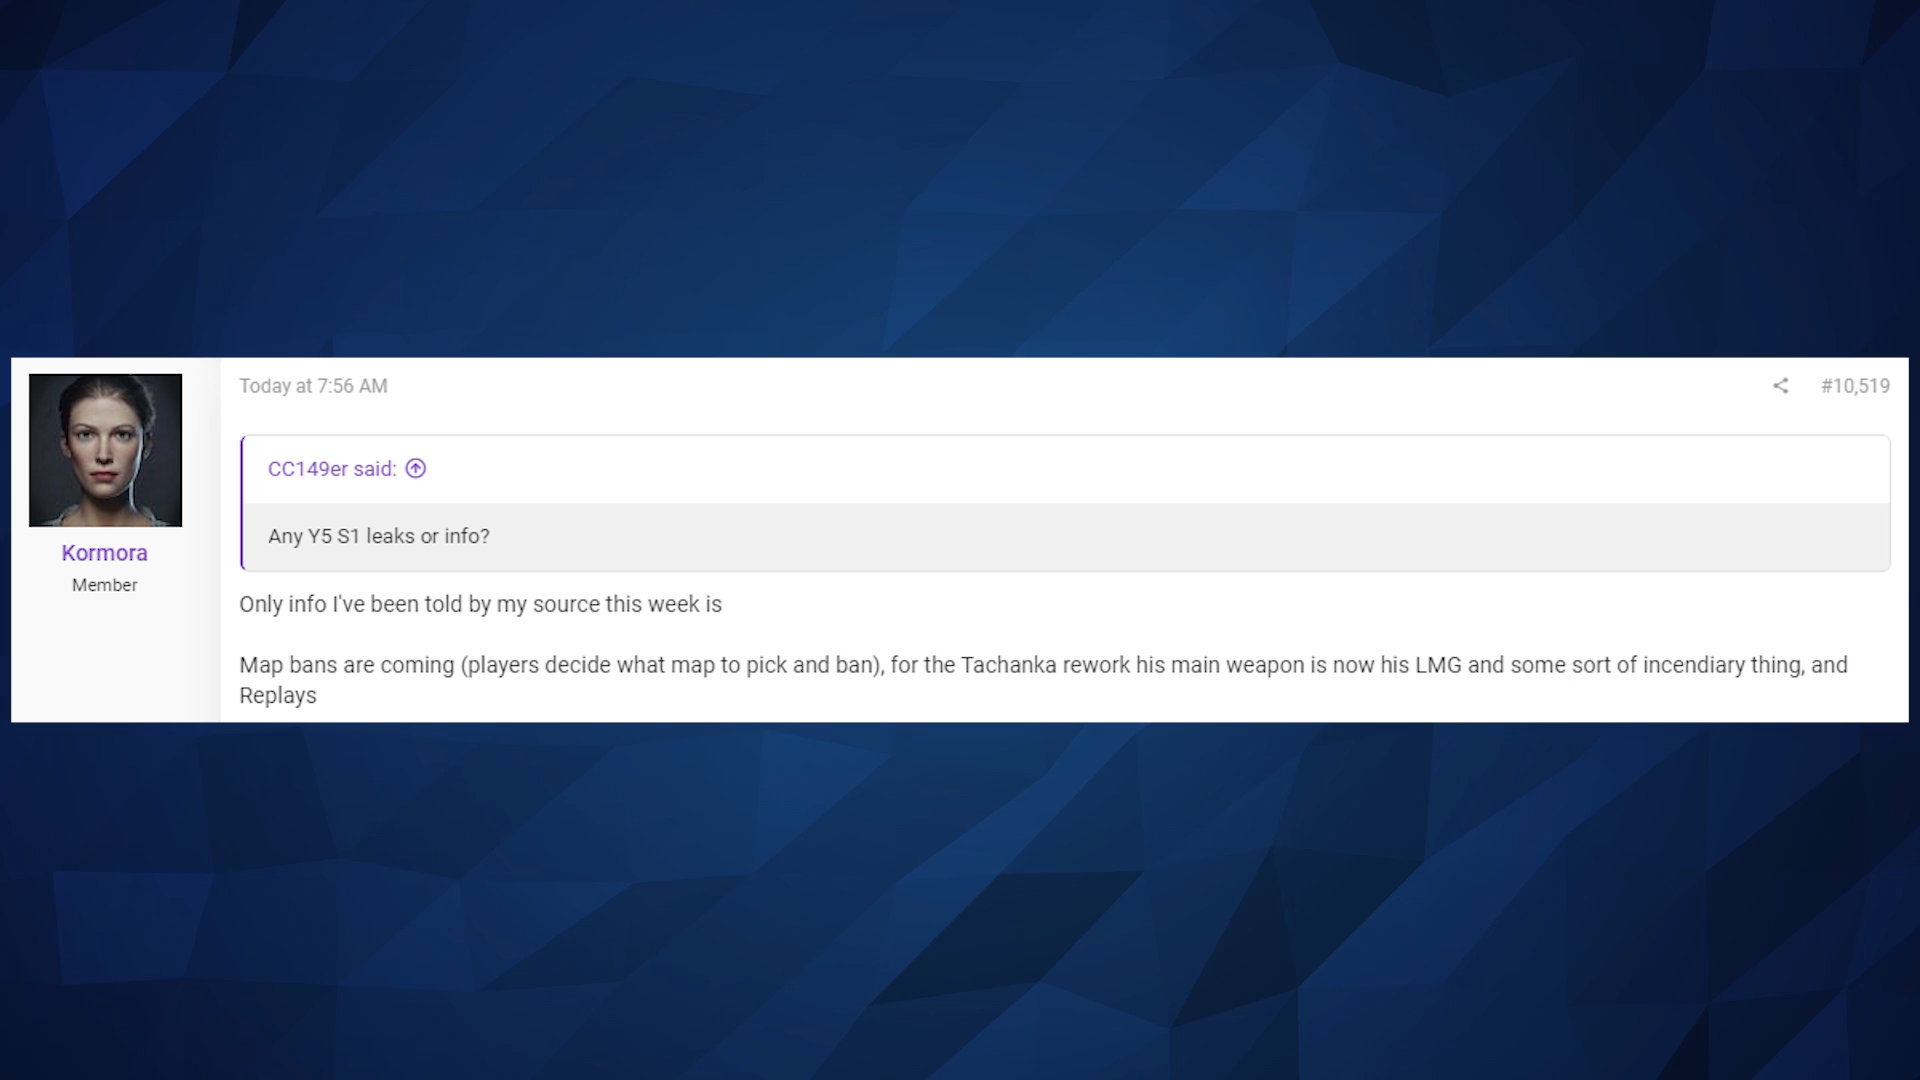 Today at 7:56 AM
#10,519
CC149er said:
Any Y5 S1 leaks or info?
Kormora
Member
Only info I've been told by my source this week is
Map bans are coming (players decide what map to pick and ban), for the Tachanka rework his main weapon is now his LMG and some sort of incendiary thing, and
Replays